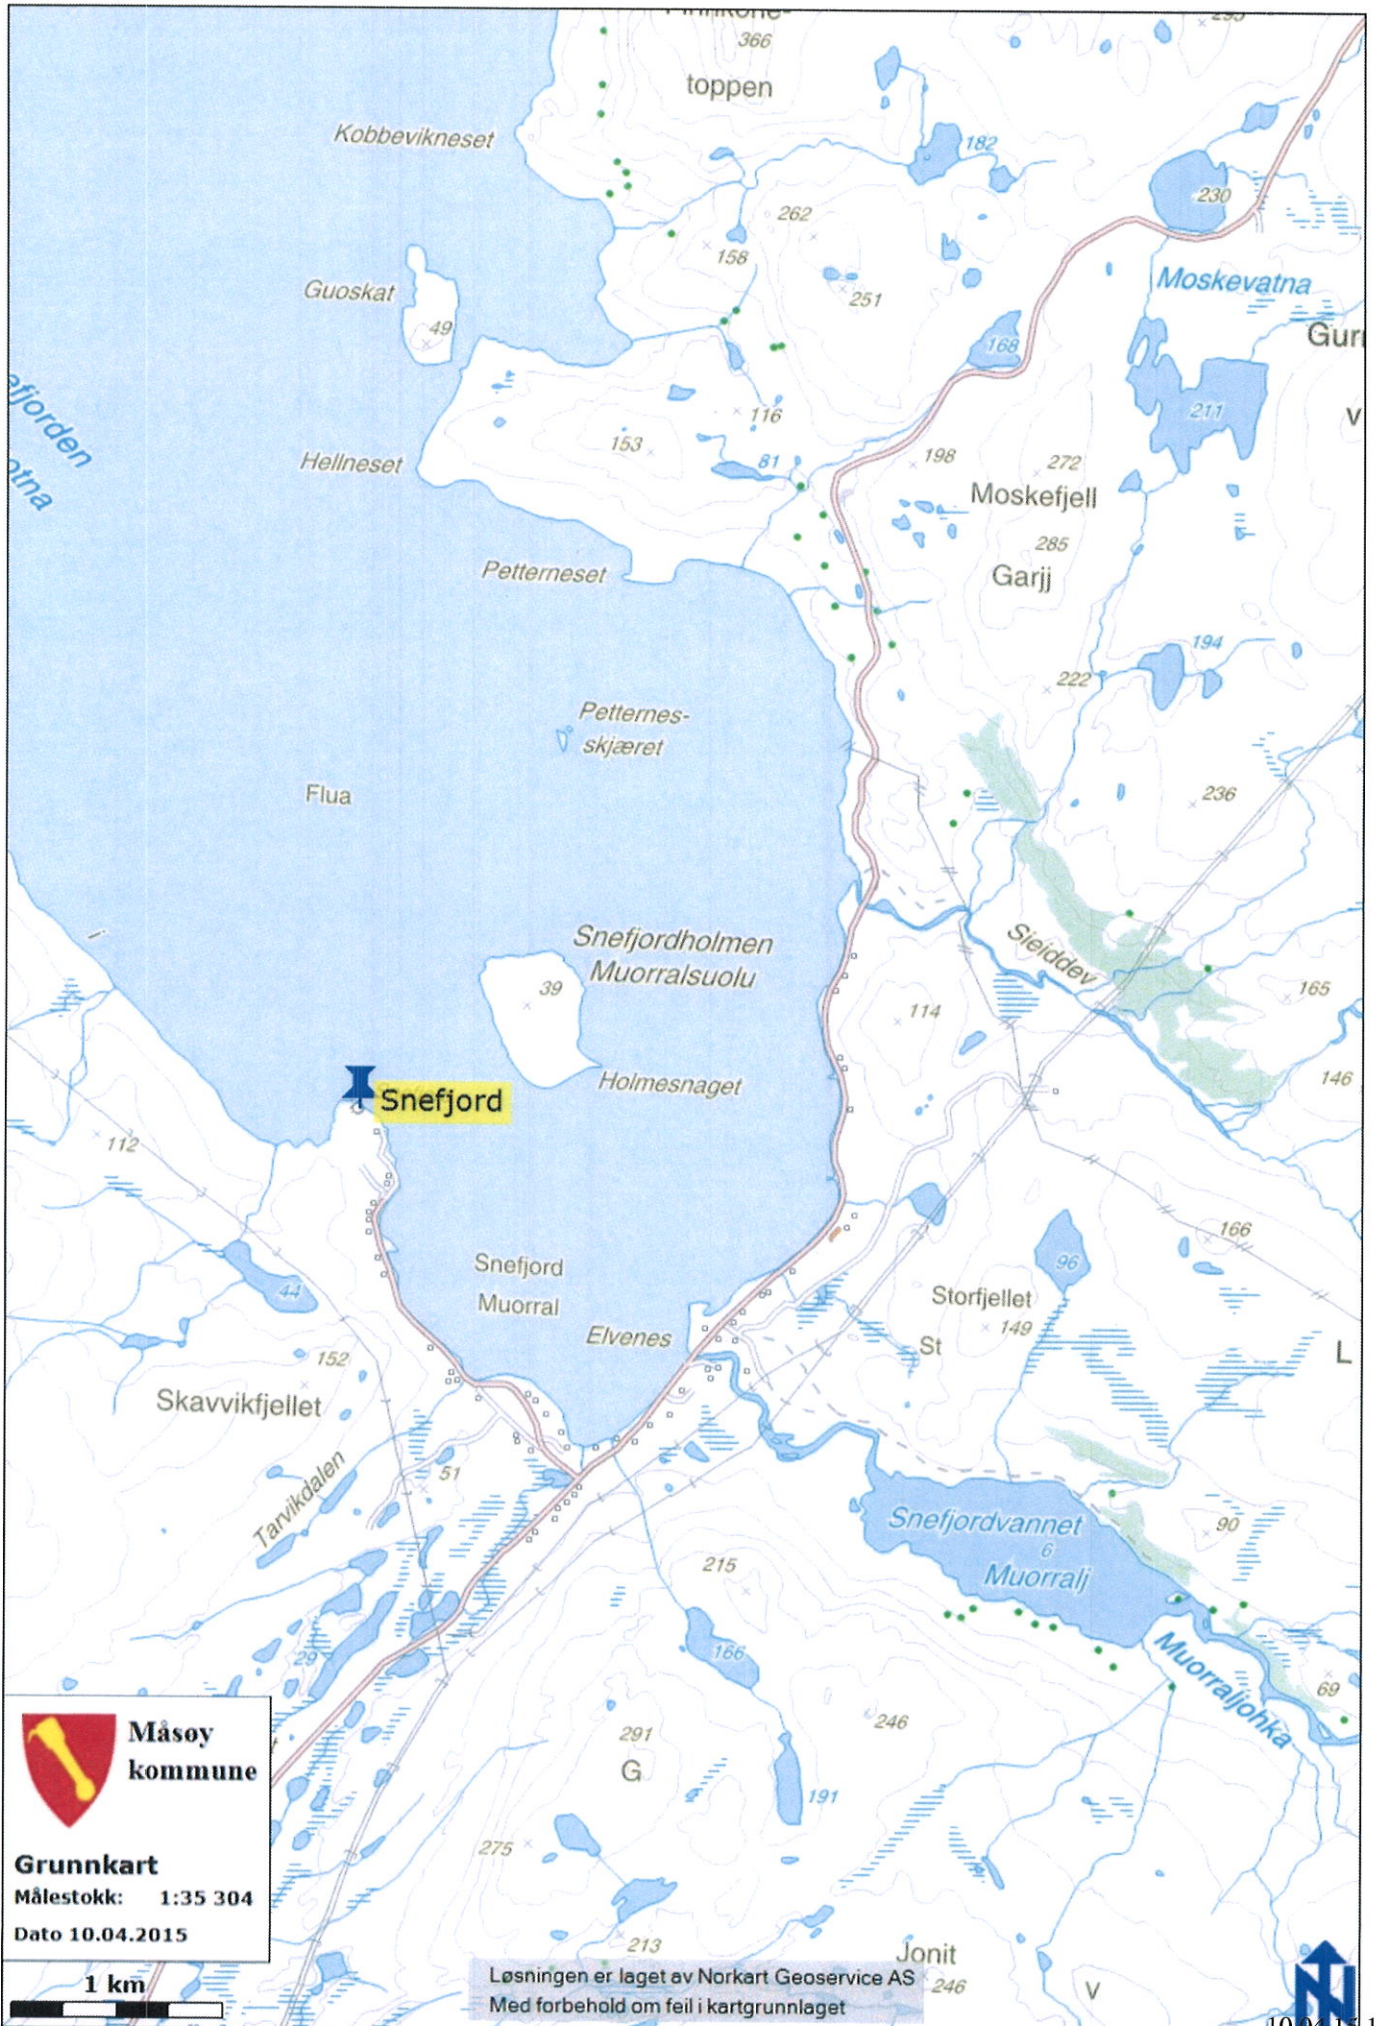 366
toppen
Kobbevikneset
182
230
262
158
251
Moskevatna
Guoskat
49
168
211
116
153
Hellneset
81
198
272
Moskefjell
285
Garjj
Petterneset
194
222
Petternes-
skjæret
Flua
236
Snefjordholmen
Muorralsuolu
Sieiddev
39
165
114
146
Holmesnaget
Snefjord
112
166
Snefjord
Muorral
96
44
Storfjellet
149
St
Elvenes
L
152
Skavvikfjellet
51
Tarvikdalen
Snefjordvannet
6
Muorralj
90
215
166
29
Muorraljohka
69
246
291
G
191
275
213
Jonit
246
V
Måsøy
kommune
Grunnkart
Målestokk: 1:35 304
Dato 10.04.2015
1 km
Løsningen er laget av Norkart Geoservice AS
Med forbehold om feil i kartgrunnlaget
N